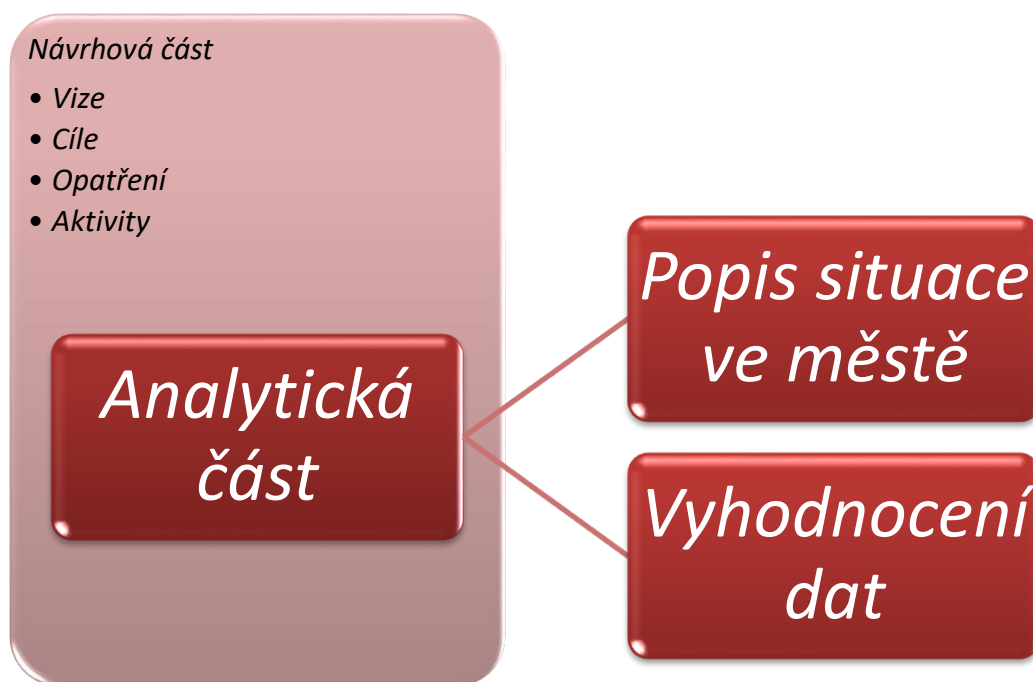 Návrhová část
• Vize
• Cíle
• Opatření
• Aktivity
Analytická
část
Popis situace
ve městě
Vyhodnocení
dat